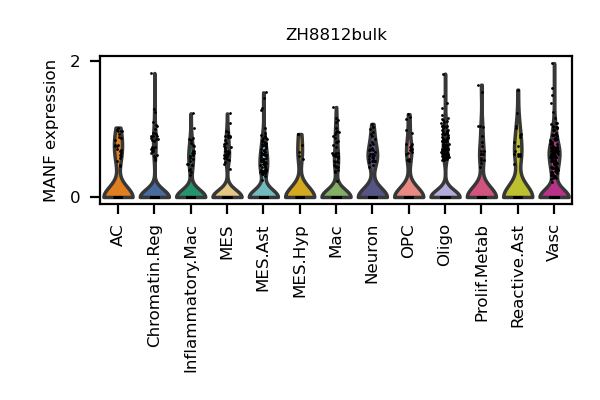 ZH8812bulk
MANF expression
2
0
AC
Chromatin.Reg
Inflammatory.Mac
MES
MES.Ast
MES.Hyp
Mac
Neuron
OPC
Oligo
Prolif.Metab
Reactive.Ast
Vasc